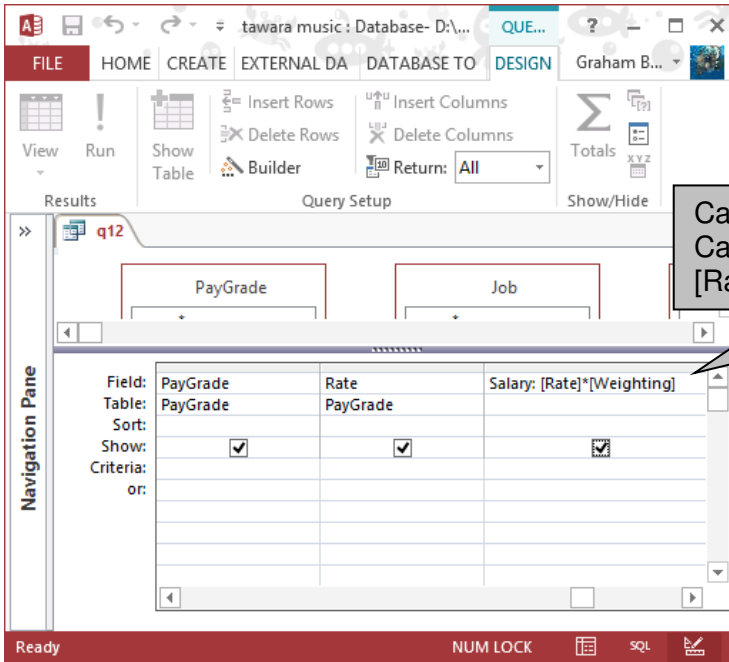 tawara music : Database- D:\... QUE... ?
FILE HOME CREATE EXTERNAL DA DATABASE TO DESIGN Graham B...
Insert Rows Insert Columns
Delete Rows Delete Columns
View Run Show Table Builder Return: All Totals
Results Query Setup Show/Hide
q12
Ca
Ca
[Ra
PayGrade Job
* *
Navigation Pane
Field: PayGrade Rate Salary: [Rate]*[Weighting]
Table: PayGrade PayGrade
Sort:
Show:
Criteria:
or:
Ready NUM LOCK SQL